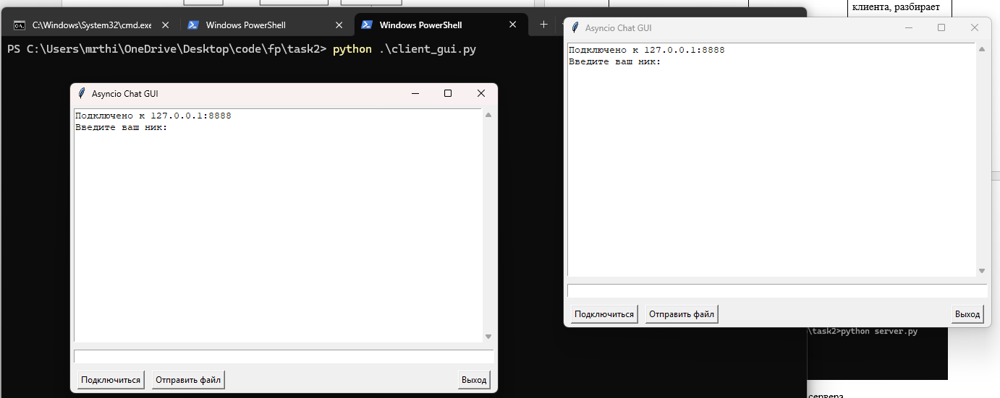 клиента, разбирает
C:\Windows\System32\cmd.exe
Windows PowerShell
Windows PowerShell
PS C:\Users\mrthi\OneDrive\Desktop\code\fp\task2> python .\client_gui.py
Asyncio Chat GUI
Подключено к 127.0.0.1:8888
Введите ваш ник:
Подключиться
Отправить файл
Выход
Asyncio Chat GUI
Подключено к 127.0.0.1:8888
Введите ваш ник:
Подключиться
Отправить файл
Выход
\task2>python server.py
сервера